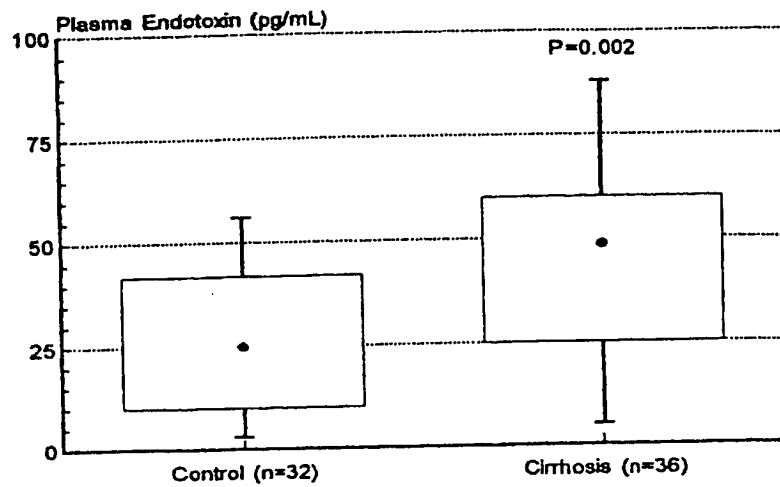 Plasma Endotoxin (pg/mL)
100
P=0.002
75
50
25
0
Control (n=32)
Cirrhosis (n=36)